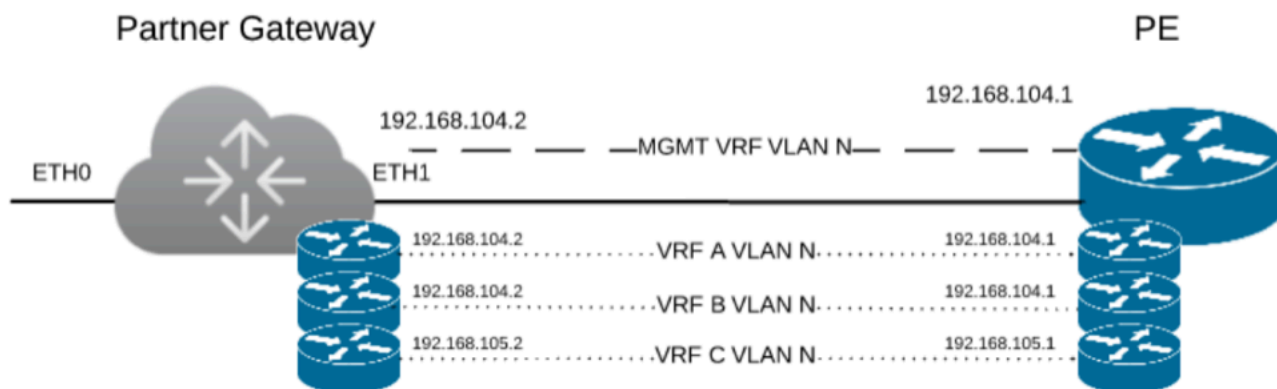 Partner Gateway
PE
192.168.104.1
192.168.104.2
MGMT VRF VLAN N
ETH0
ETH1
192.168.104.2
VRF A VLAN N
192.168.104.1
192.168.104.2
VRF B VLAN N
192.168.104.1
192.168.105.2
VRF C VLAN N
192.168.105.1